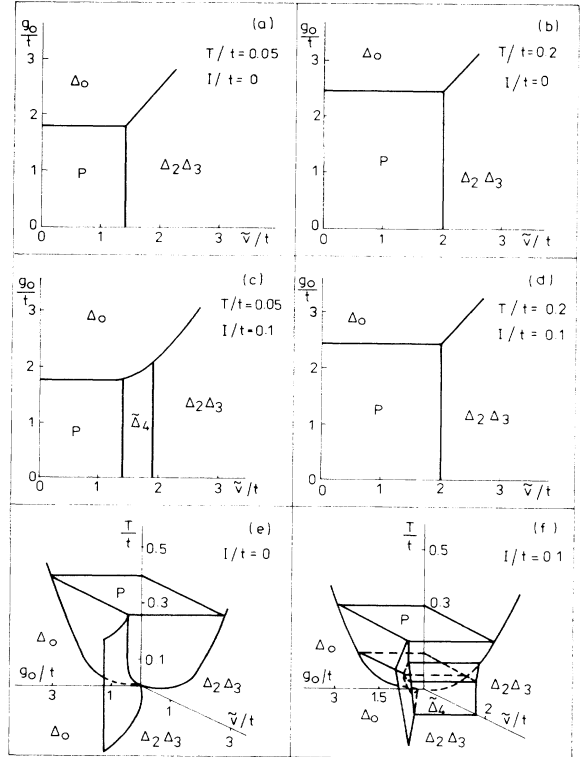 (a)
g₀/t
T/t=0.05
I/t=0
Δ₀
P
Δ₂Δ₃
3
2
1
0
0 1 2 3 ṽ/t
(b)
g₀/t
T/t=0.2
I/t=0
Δ₀
P
Δ₂ Δ₃
3
2
1
0
0 1 2 3 ṽ/t
(c)
g₀/t
T/t=0.05
I/t=0.1
Δ₀
P
Δ̃₄
Δ₂Δ₃
3
2
1
0
0 1 2 3 ṽ/t
(d)
g₀/t
T/t=0.2
I/t=0.1
Δ₀
P
Δ₂ Δ₃
3
2
1
0
0 1 2 3 ṽ/t
(e)
T/t
I/t=0
0.5
P
0.3
Δ₀
0.1
g₀/t
3 1
Δ₂Δ₃
1
3
ṽ/t
Δ₀
Δ₂Δ₃
(f)
T/t
I/t=0.1
0.5
0.3
P
Δ₀
g₀/t
3 1.5
Δ₂Δ₃
Δ̃₄
2
ṽ/t
Δ₀
Δ₂Δ₃